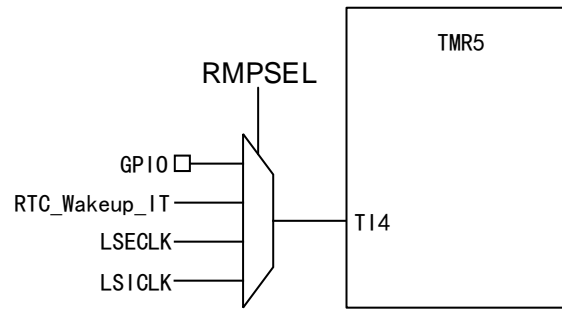 TMR5
RMPSEL
GPIO
RTC_Wakeup_IT
TI4
LSECLK
LSICLK